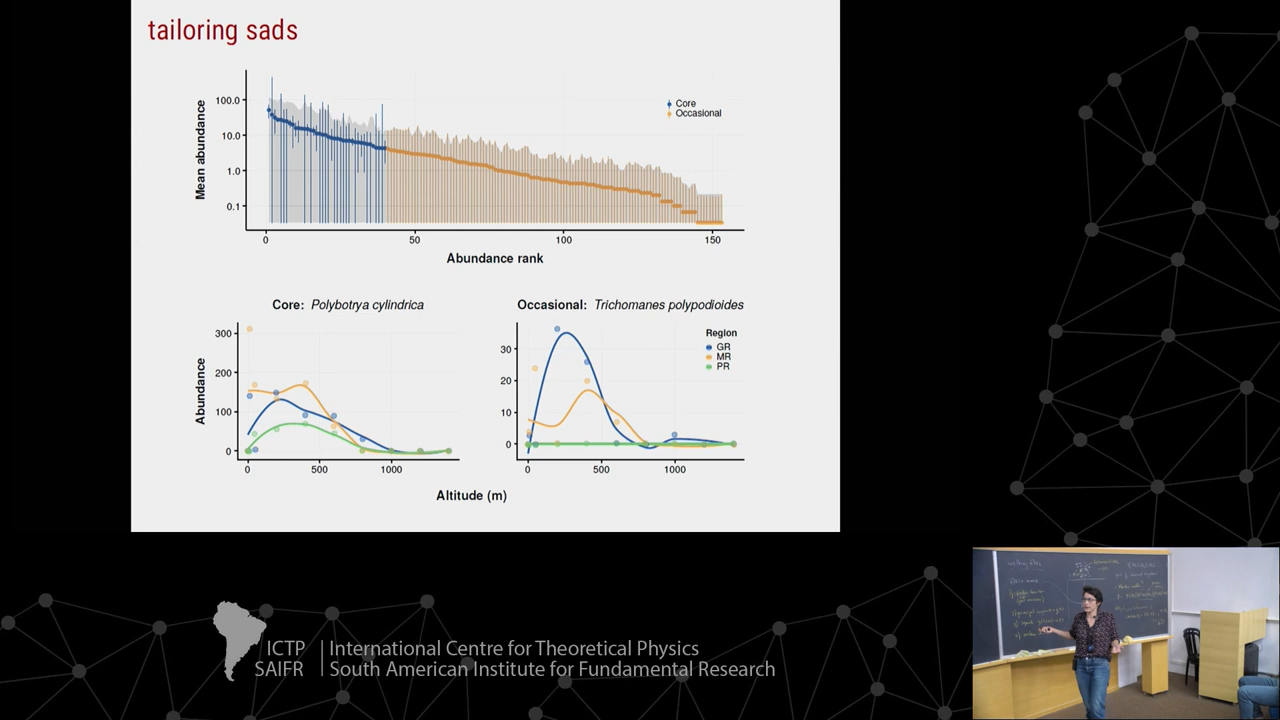 tailoring sads
100.0
10.0
1.0
0.1
Mean abundance
Core
Occasional
0 50 100 150
Abundance rank
Core: Polybotrya cylindrica
Occasional: Trichomanes polypodioides
300
200
100
0
Abundance
0 500 1000
30
20
10
0
Region
GR
MR
PR
0 500 1000
Altitude (m)
ICTP International Centre for Theoretical Physics
SAIFR South American Institute for Fundamental Research